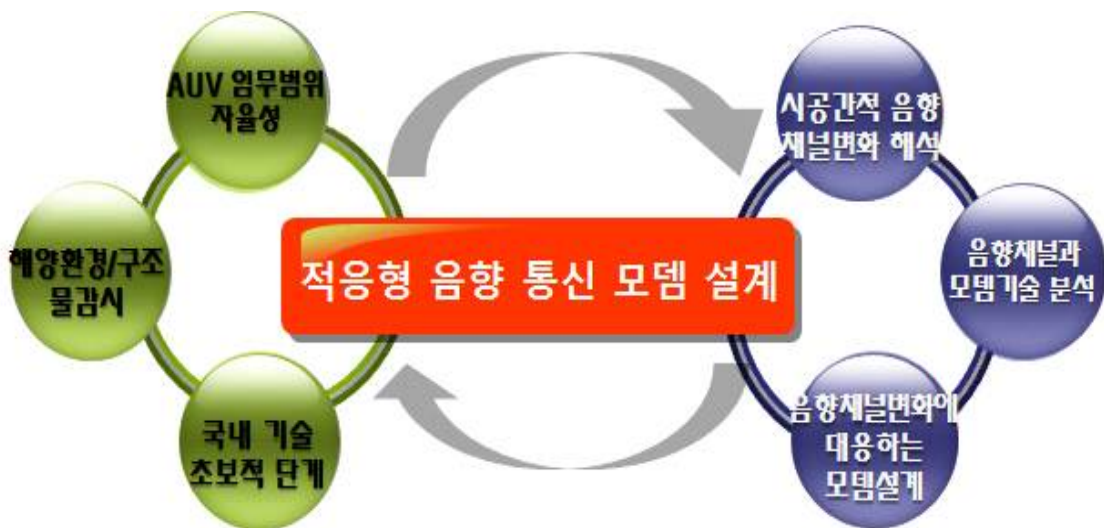 AUV 임무범위
자율성
해양환경/구조
물감시
국내 기술
초보적 단계
적응형 음향 통신 모뎀 설계
시공간적 음향
채널변화 해석
음향채널과
모뎀기술 분석
음향채널변화에
대응하는
모뎀설계